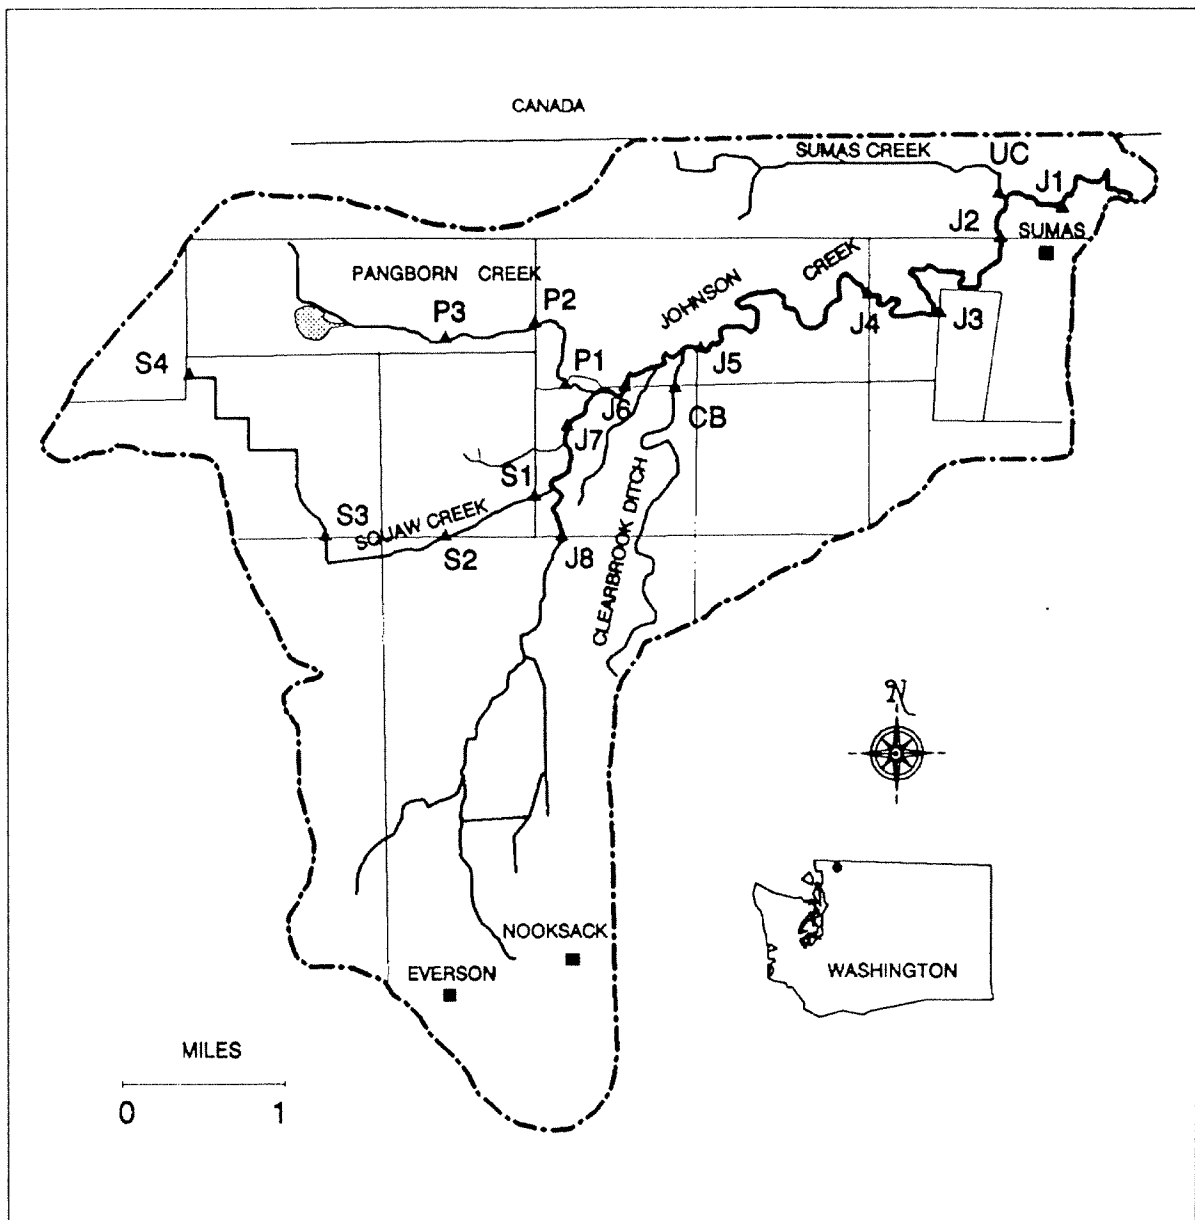 CANADA
SUMAS CREEK
UC
J1
J2
SUMAS
PANGBORN CREEK
JOHNSON CREEK
P3
P2
J4
J3
S4
P1
J5
J6
CB
J7
S1
S3
SQUAW CREEK
S2
J8
CLEARBROOK DITCH
N
NOOKSACK
EVERSON
WASHINGTON
MILES
0 1